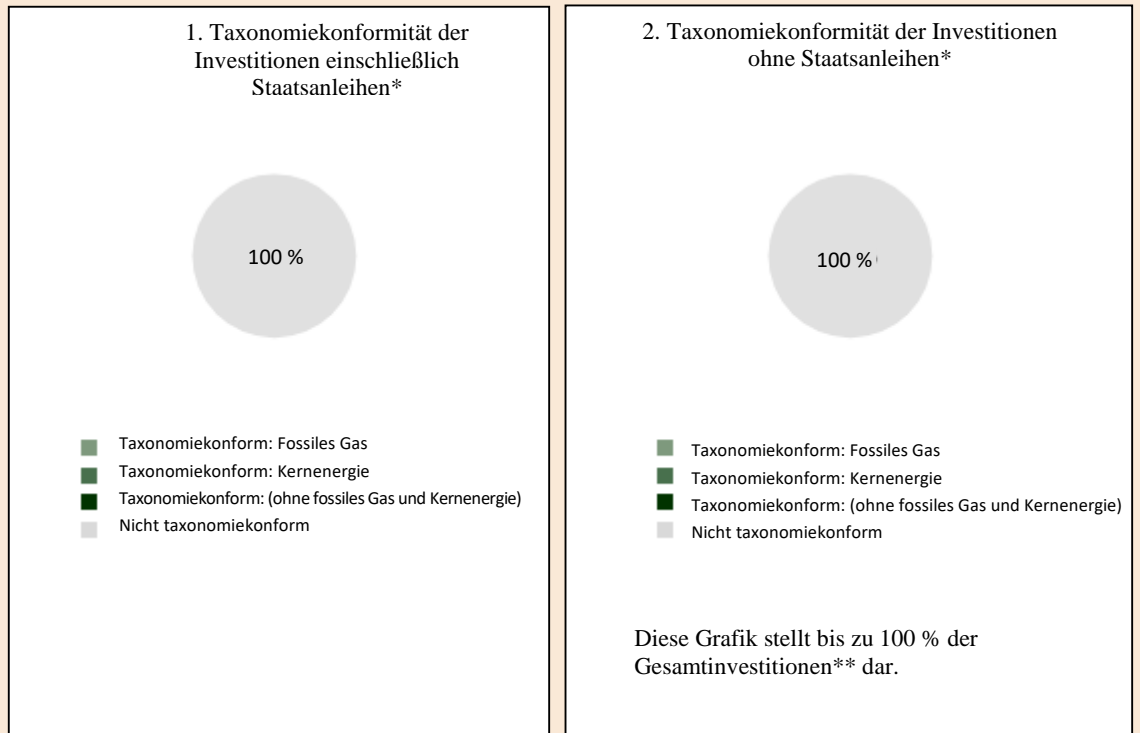 1. Taxonomiekonformität der
Investitionen einschließlich
Staatsanleihen*
100 %
Taxonomiekonform: Fossiles Gas
Taxonomiekonform: Kernenergie
Taxonomiekonform: (ohne fossiles Gas und Kernenergie)
Nicht taxonomiekonform
2. Taxonomiekonformität der Investitionen
ohne Staatsanleihen*
100 %
Taxonomiekonform: Fossiles Gas
Taxonomiekonform: Kernenergie
Taxonomiekonform: (ohne fossiles Gas und Kernenergie)
Nicht taxonomiekonform
Diese Grafik stellt bis zu 100 % der
Gesamtinvestitionen** dar.